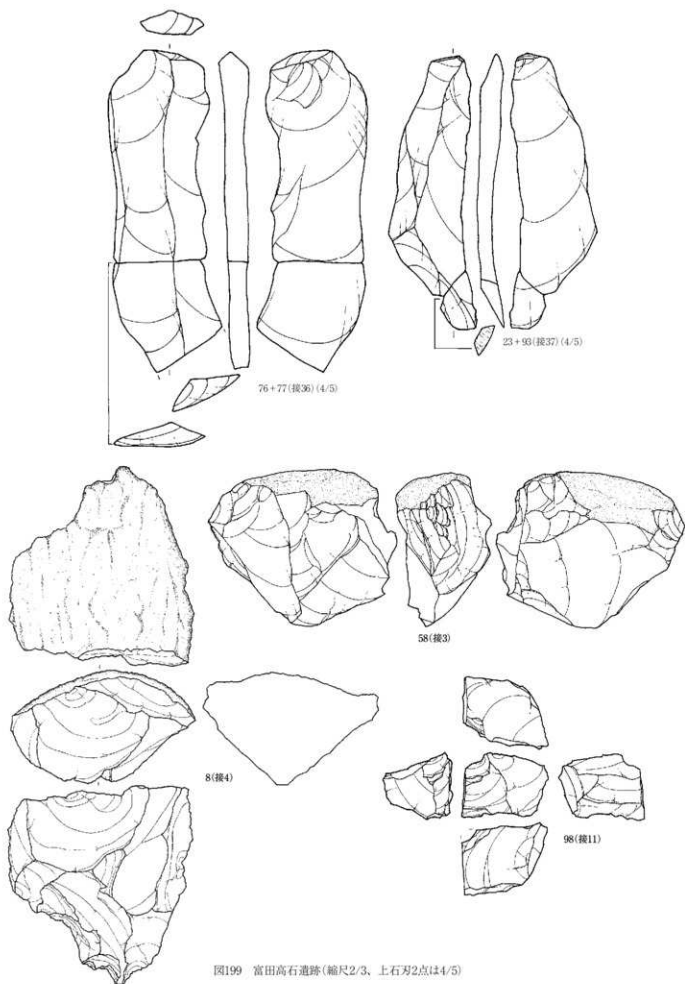 76+77(接36)(4/5)
23+93(接37)(4/5)
58(接3)
8(接4)
98(接11)
図199 富田高石遺跡(縮尺2/3、上石刃2点は4/5)